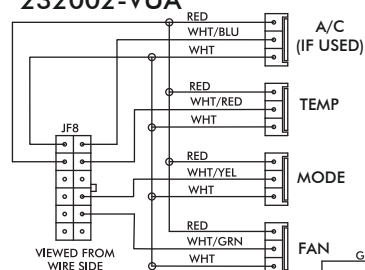 232002-VUA
RED
WHT/BLU
WHT
A/C
(IF USED)
RED
WHT/RED
WHT
TEMP
JF8
RED
WHT/YEL
WHT
MODE
RED
WHT/GRN
WHT
FAN
G
VIEWED FROM
WIRE SIDE